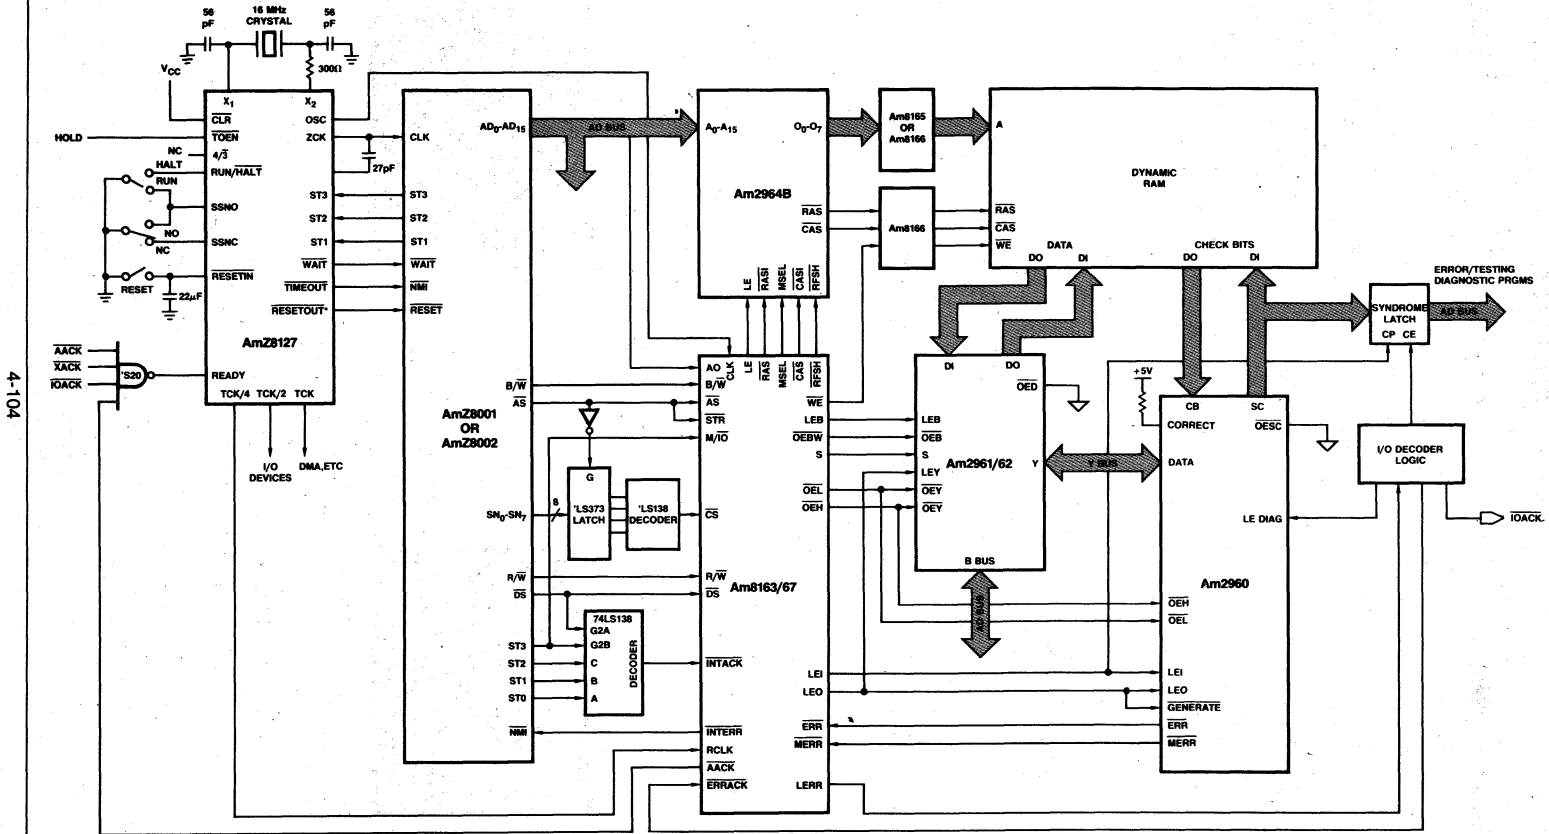 56 pF
16 MHz CRYSTAL
56 pF
300Ω
VCC
X1
X2
CLR
OSC
HOLD
TOEN
ZCK
CLK
NC
4/3
27pF
HALT
RUN
RUN/HALT
ST3
ST3
SSNO
ST2
ST2
NO
NC
SSNC
ST1
ST1
WAIT
WAIT
RESETIN
RESET
22μF
TIMEOUT
NMI
RESETOUT*
RESET
AmZ8127
AACK
XACK
IOACK
'S20
READY
TCK/4
TCK/2
TCK
I/O DEVICES
DMA,ETC
4-104
AD0-AD15
AD BUS
AmZ8001
OR
AmZ8002
B/W
AS
SN0-SN7
8
R/W
DS
ST3
ST2
ST1
ST0
NMI
G
'LS373
LATCH
'LS138
DECODER
74LS138
G2A
G2B
C
B
A
DECODER
A0-A15
O0-O7
Am2964B
RAS
CAS
LE
RASI
MSEL
CASI
RFSH
Am8165
OR
Am8166
Am8166
A
DYNAMIC
RAM
RAS
CAS
WE
DATA
DO
DI
CHECK BITS
DO
DI
CLK
LE
RAS
MSEL
CAS
RFSH
AO
B/W
AS
STR
M/IO
CS
R/W
DS
INTACK
INTERR
RCLK
AACK
ERRACK
Am8163/67
WE
LEB
OEBW
S
OEL
OEH
LEI
LEO
ERR
MERR
LERR
DI
DO
OED
LEB
OEB
S
LEY
OEY
OEY
Am2961/62
Y
B BUS
AD BUS
Y BUS
+5V
CB
SC
CORRECT
OESC
DATA
LE DIAG
Am2960
OEH
OEL
LEI
LEO
GENERATE
ERR
MERR
ERROR/TESTING
DIAGNOSTIC PRGMS
SYNDROME
LATCH
CP CE
AD BUS
I/O DECODER
LOGIC
IOACK